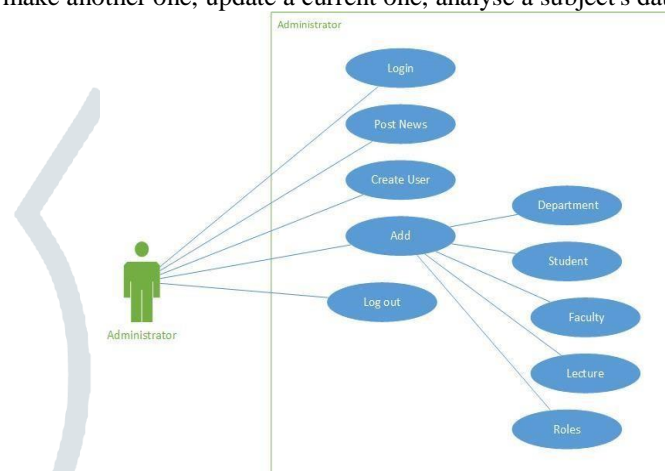 make another one, update a current one, analyse a subject's dat
Administrator
Login
Post News
Create User
Add
Department
Student
Log out
Faculty
Administrator
Lecture
Roles